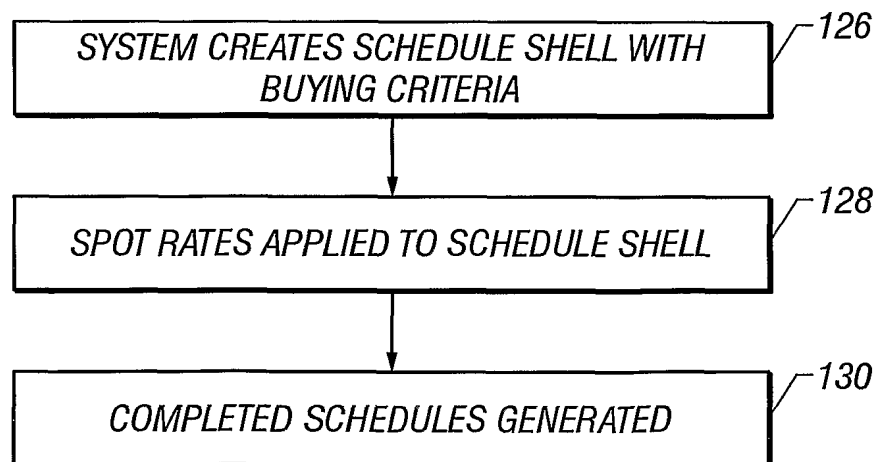 SYSTEM CREATES SCHEDULE SHELL WITH
BUYING CRITERIA
126
SPOT RATES APPLIED TO SCHEDULE SHELL
128
COMPLETED SCHEDULES GENERATED
130